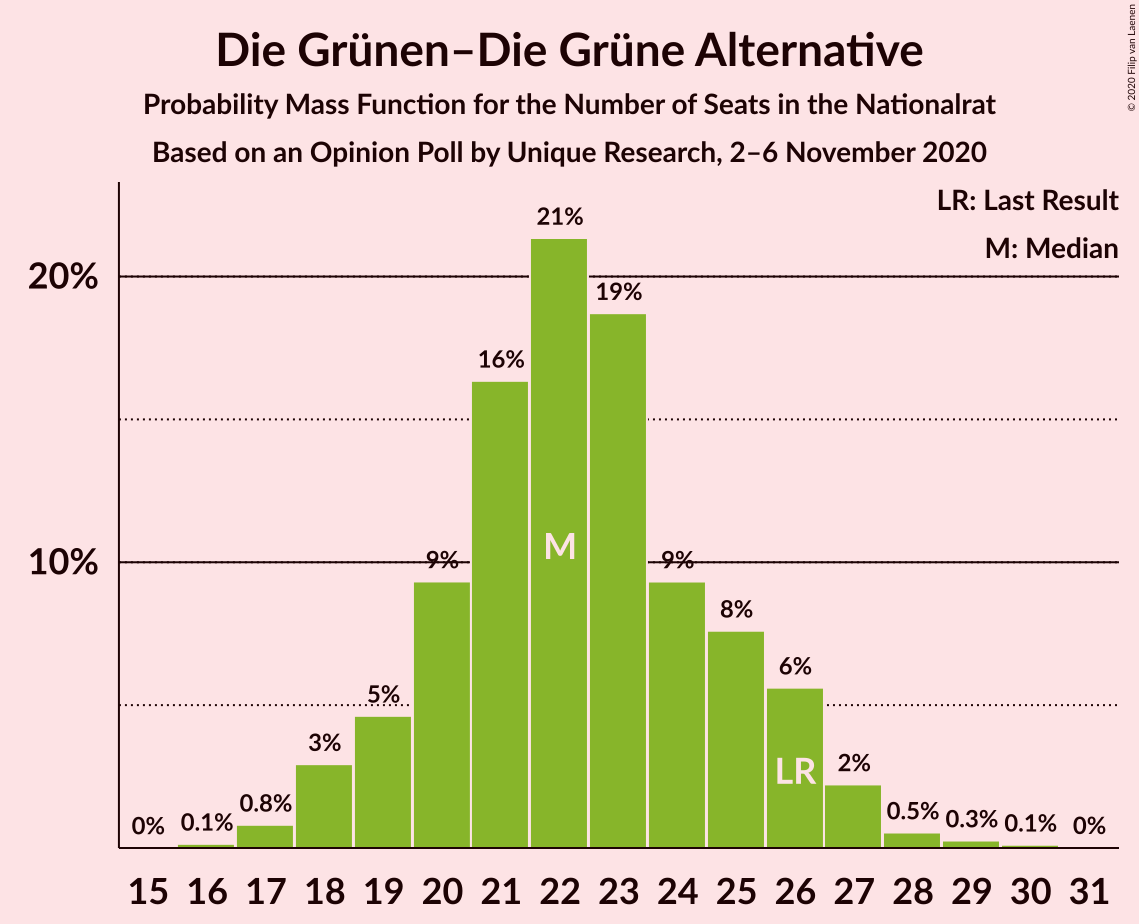 Die Grünen–Die Grüne Alternative
Probability Mass Function for the Number of Seats in the Nationalrat
Based on an Opinion Poll by Unique Research, 2–6 November 2020
© 2020 Filip van Laenen
LR: Last Result
M: Median
20%
10%
0%
0.1%
0.8%
3%
5%
9%
16%
21%
19%
9%
8%
6%
2%
0.5%
0.3%
0.1%
0%
M
LR
15 16 17 18 19 20 21 22 23 24 25 26 27 28 29 30 31